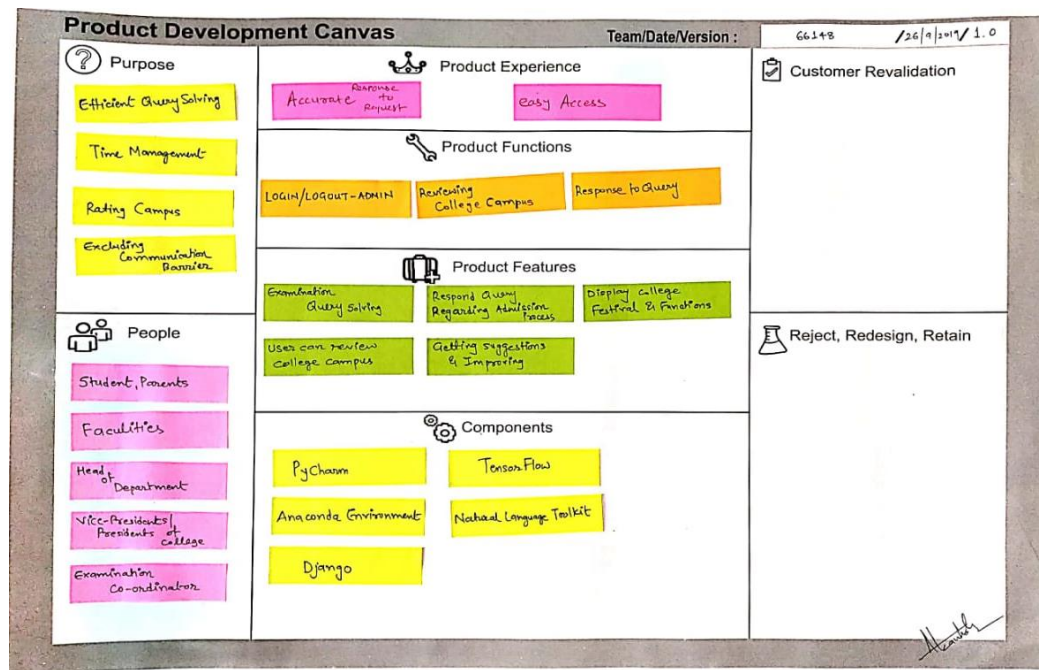 Product Development Canvas
Team/Date/Version :
66148 /26/9/2019/ 1.0
Purpose
Efficient Query Solving
Time Management
Rating Campus
Excluding
Communication
Barrier
People
Student, Parents
Faculities
Head
of
Department
Vice-Presidents/
Presidents of
College
Examination
Co-ordinator
Product Experience
Accurate Response
to
Request
easy Access
Product Functions
LOGIN/LOGOUT-ADMIN
Reviewing
College Campus
Response to Query
Product Features
Examination
Query Solving
Respond Query
Regarding Admission
Process
Display College
Festival & Functions
User can review
College campus
Getting suggestions
& Improving
Components
PyCharm
TensorFlow
Anaconda Environment
Natural Language Toolkit
Django
Customer Revalidation
Reject, Redesign, Retain